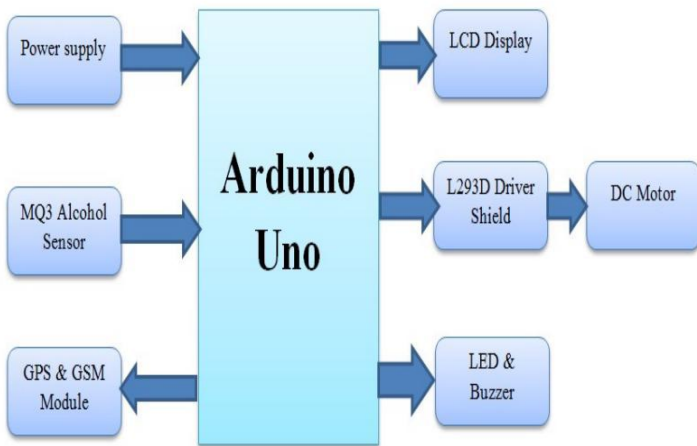 Power supply
MQ3 Alcohol
Sensor
GPS & GSM
Module
Arduino
Uno
LCD Display
L293D Driver
Shield
DC Motor
LED &
Buzzer